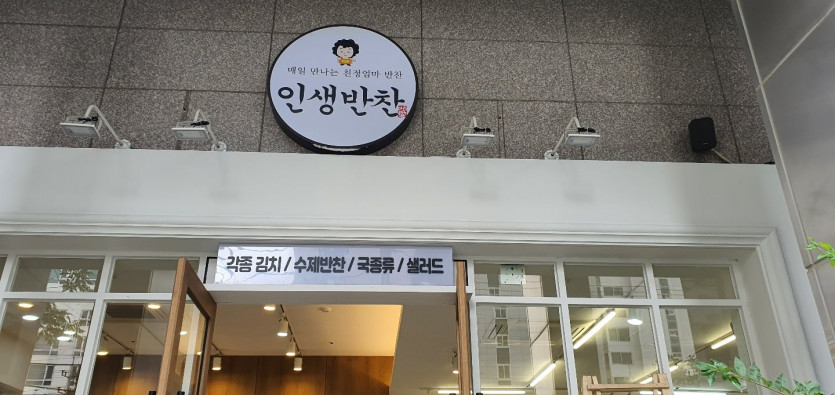 매일 만나는 친정엄마 반찬
인생반찬
각종 김치 / 수제반찬 / 국종류 / 샐러드